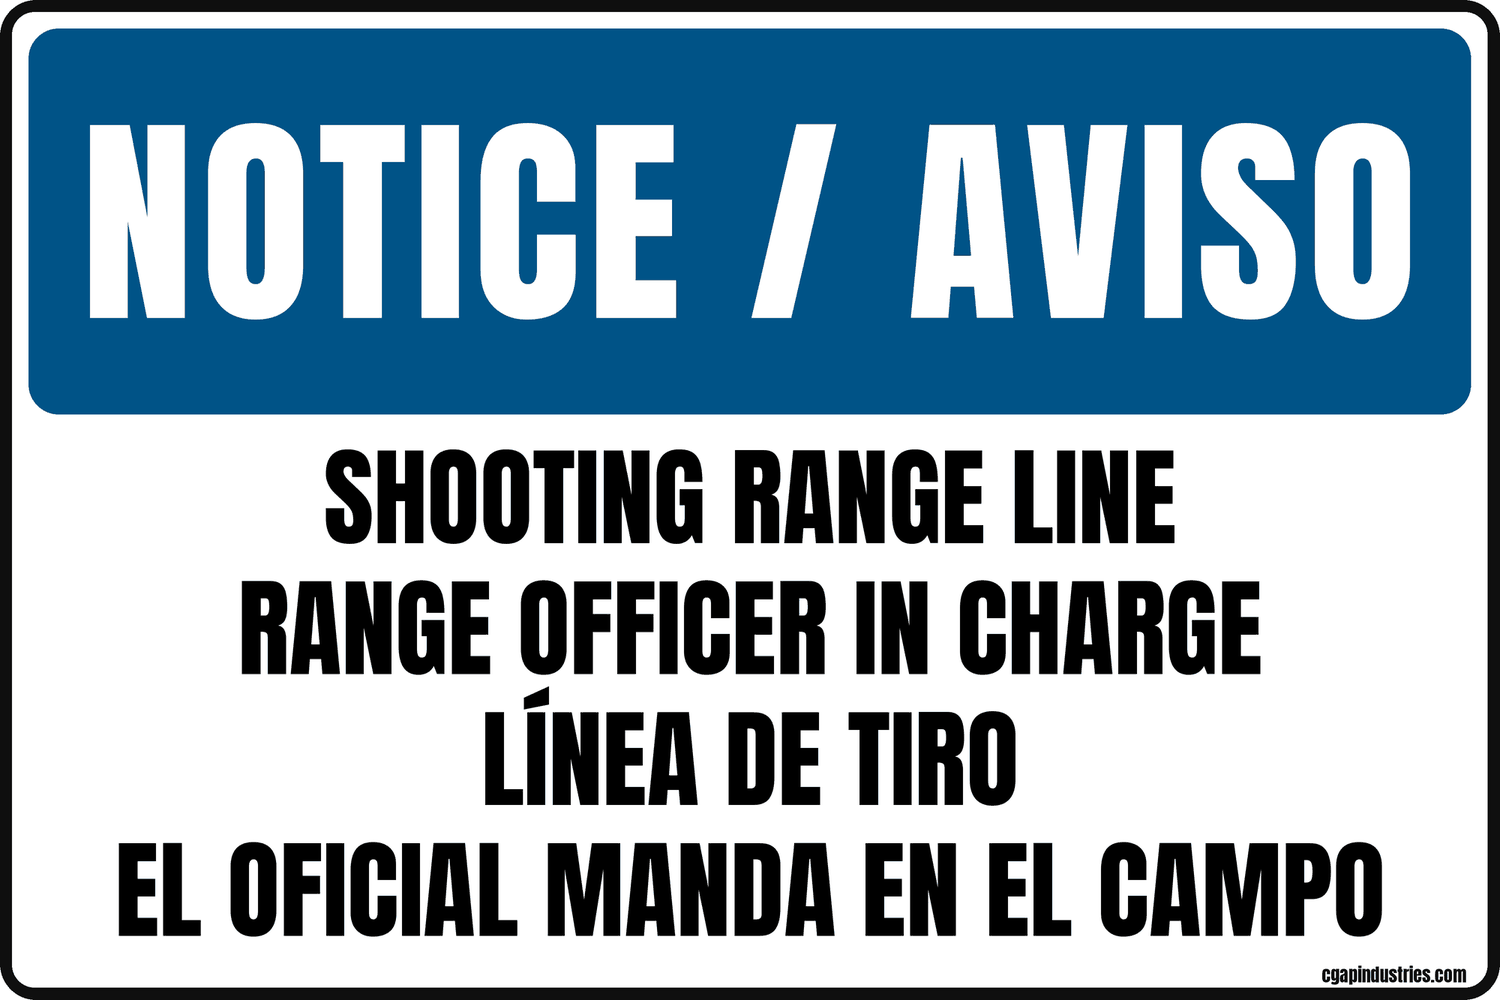 NOTICE / AVISO
SHOOTING RANGE LINE
RANGE OFFICER IN CHARGE
LÍNEA DE TIRO
EL OFICIAL MANDA EN EL CAMPO
cgapindustries.com